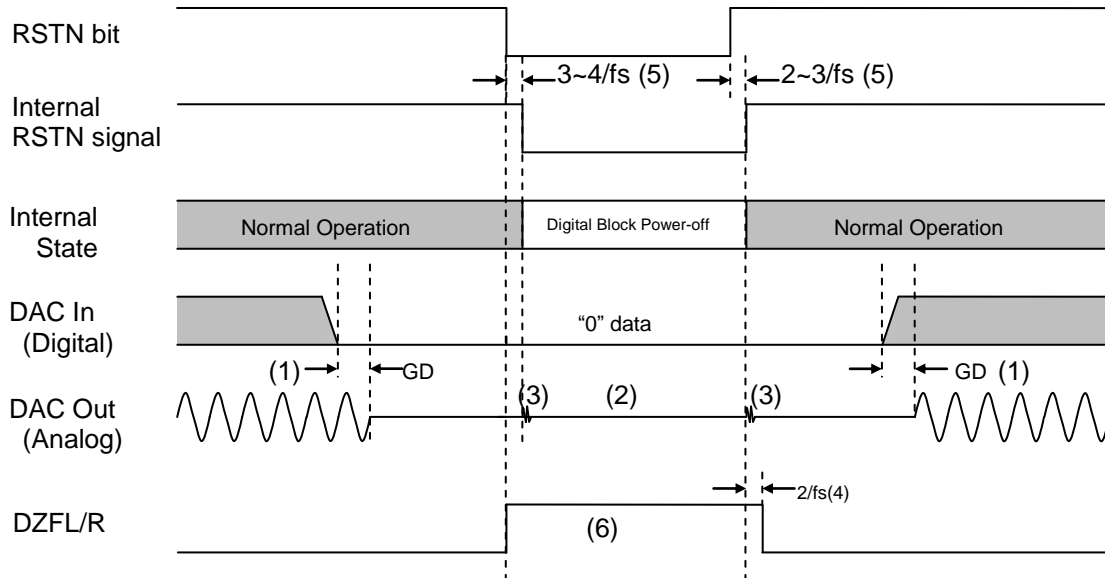 RSTN bit
3~4/fs (5)
2~3/fs (5)
Internal
RSTN signal
Internal
State
Normal Operation
Digital Block Power-off
Normal Operation
DAC In
(Digital)
“0” data
(1)
GD
GD (1)
DAC Out
(Analog)
(3)
(2)
(3)
2/fs(4)
DZFL/R
(6)